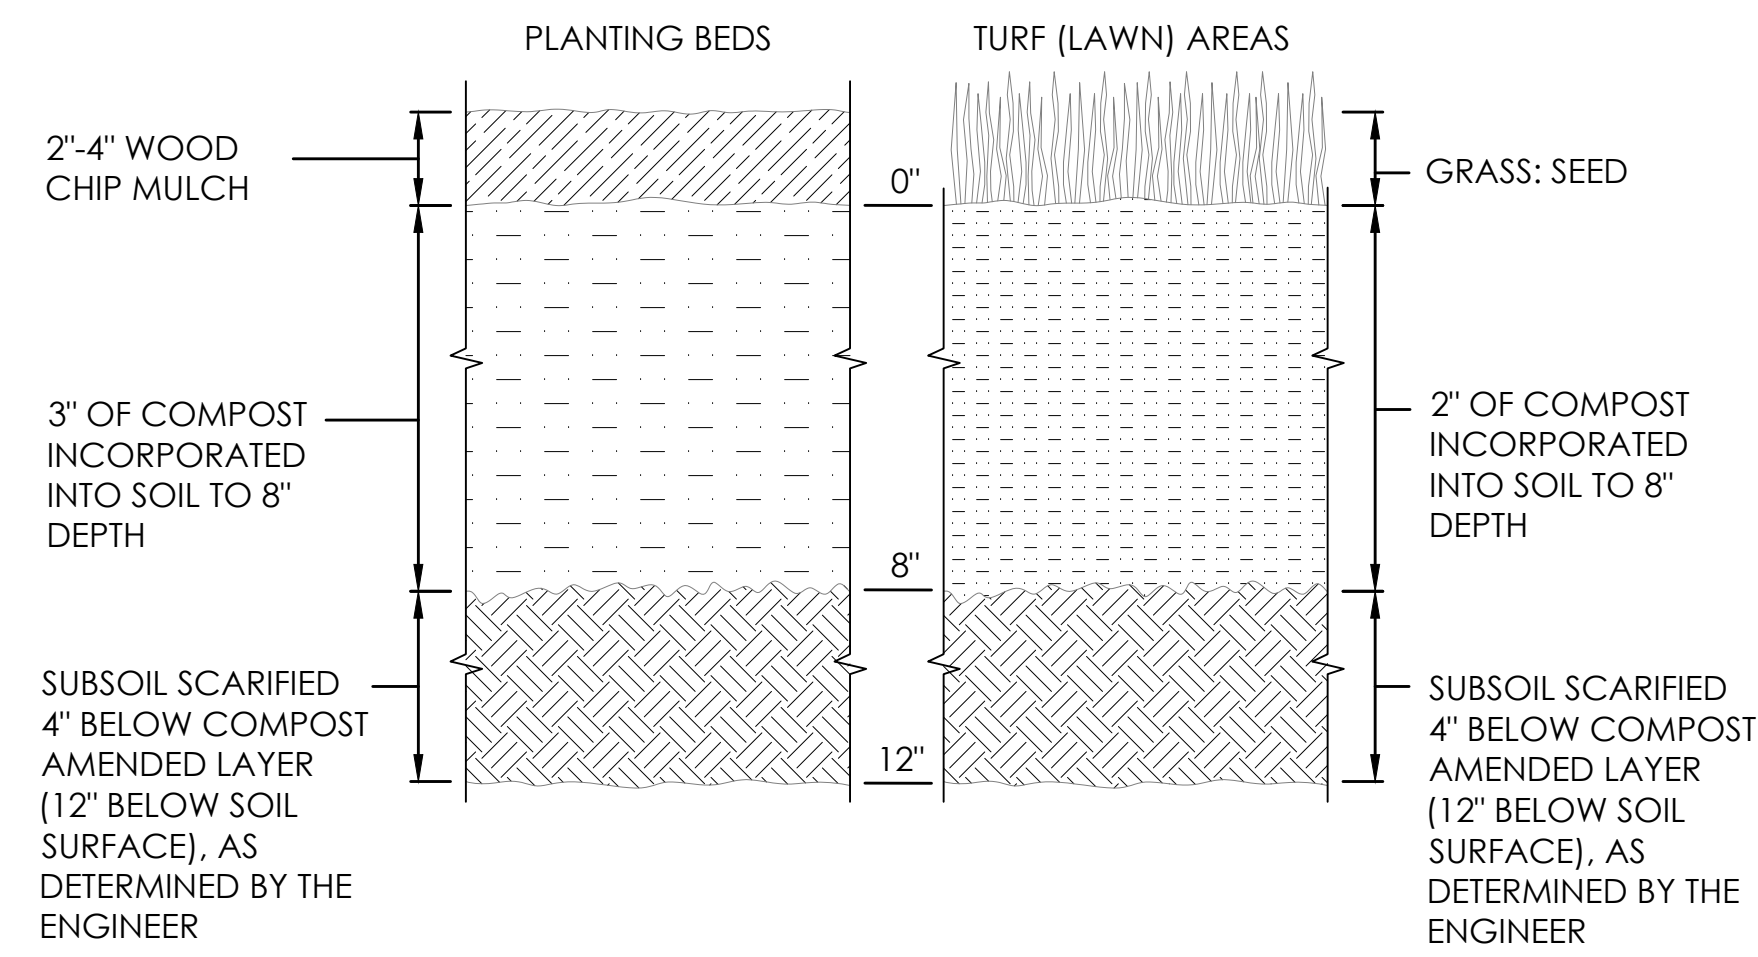 PLANTING BEDS
TURF (LAWN) AREAS
2"-4" WOOD
CHIP MULCH
3" OF COMPOST
INCORPORATED
INTO SOIL TO 8"
DEPTH
SUBSOIL SCARIFIED
4" BELOW COMPOST
AMENDED LAYER
(12" BELOW SOIL
SURFACE), AS
DETERMINED BY THE
ENGINEER
0"
8"
12"
GRASS: SEED
2" OF COMPOST
INCORPORATED
INTO SOIL TO 8"
DEPTH
SUBSOIL SCARIFIED
4" BELOW COMPOST
AMENDED LAYER
(12" BELOW SOIL
SURFACE), AS
DETERMINED BY THE
ENGINEER